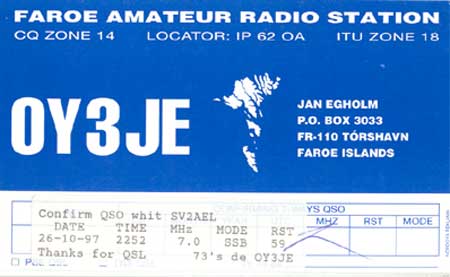 FAROE AMATEUR RADIO STATION
CQ ZONE 14 LOCATOR: IP 62 OA ITU ZONE 18
OY3JE
JAN EGHOLM
P.O. BOX 3033
FR-110 TÓRSHAVN
FAROE ISLANDS
WAYS QSO
MHZ RST MODE
Confirm QSO whit SV2AEL
DATE TIME MHz MODE RST
26-10-97 2252 7.0 SSB 59
Thanks for QSL 73's de OY3JE